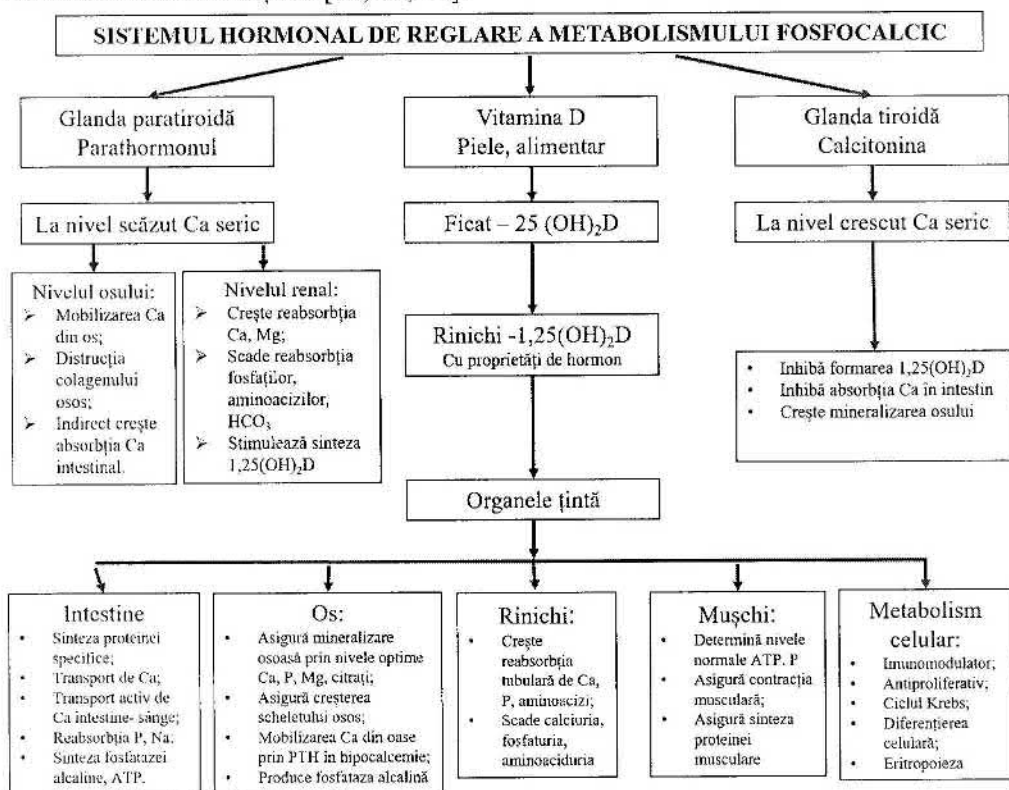 SISTEMUL HORMONAL DE REGLARE A METABOLISMULUI FOSFOCALCIC
Glanda paratiroidă
Parathormonul
Vitamina D
Piele, alimentar
Glanda tiroidă
Calcitonina
La nivel scăzut Ca seric
Ficat – 25 (OH)₂D
La nivel crescut Ca seric
Nivelul osului:
➢ Mobilizarea Ca
din os;
➢ Distrucția
colagenului
osos;
➢ Indirect crește
absorbția Ca
intestinal.
Nivelul renal:
➢ Crește reabsorbția
Ca, Mg;
➢ Scade reabsorbția
fosfaților,
aminoacizilor,
HCO₃
➢ Stimulează sinteza
1,25(OH)₂D
Rinichi -1,25(OH)₂D
Cu proprietăți de hormon
• Inhibă formarea 1,25(OH)₂D
• Inhibă absorbția Ca în intestin
• Crește mineralizarea osului
Organele țintă
Intestine
• Sinteza proteinei
specifice;
• Transport de Ca;
• Transport activ de
Ca intestine- sânge;
• Reabsorbția P, Na;
• Sinteza fosfatazei
alcaline, ATP.
Os:
• Asigură mineralizare
osoasă prin nivele optime
Ca, P, Mg, citrați;
• Asigură creșterea
scheletului osos;
• Mobilizarea Ca din oase
prin PTH în hipocalcemie;
• Produce fosfataza alcalină
Rinichi:
• Crește
reabsorbția
tubulară de Ca,
P, aminoacizi;
• Scade calciuria,
fosfaturia,
aminoaciduria
Mușchi:
• Determină nivele
normale ATP. P
• Asigură contracția
musculară;
• Asigură sinteza
proteinei
musculare
Metabolism
celular:
• Imunomodulator;
• Antiproliferativ;
• Ciclul Krebs;
• Diferențierea
celulară;
• Eritropoieza